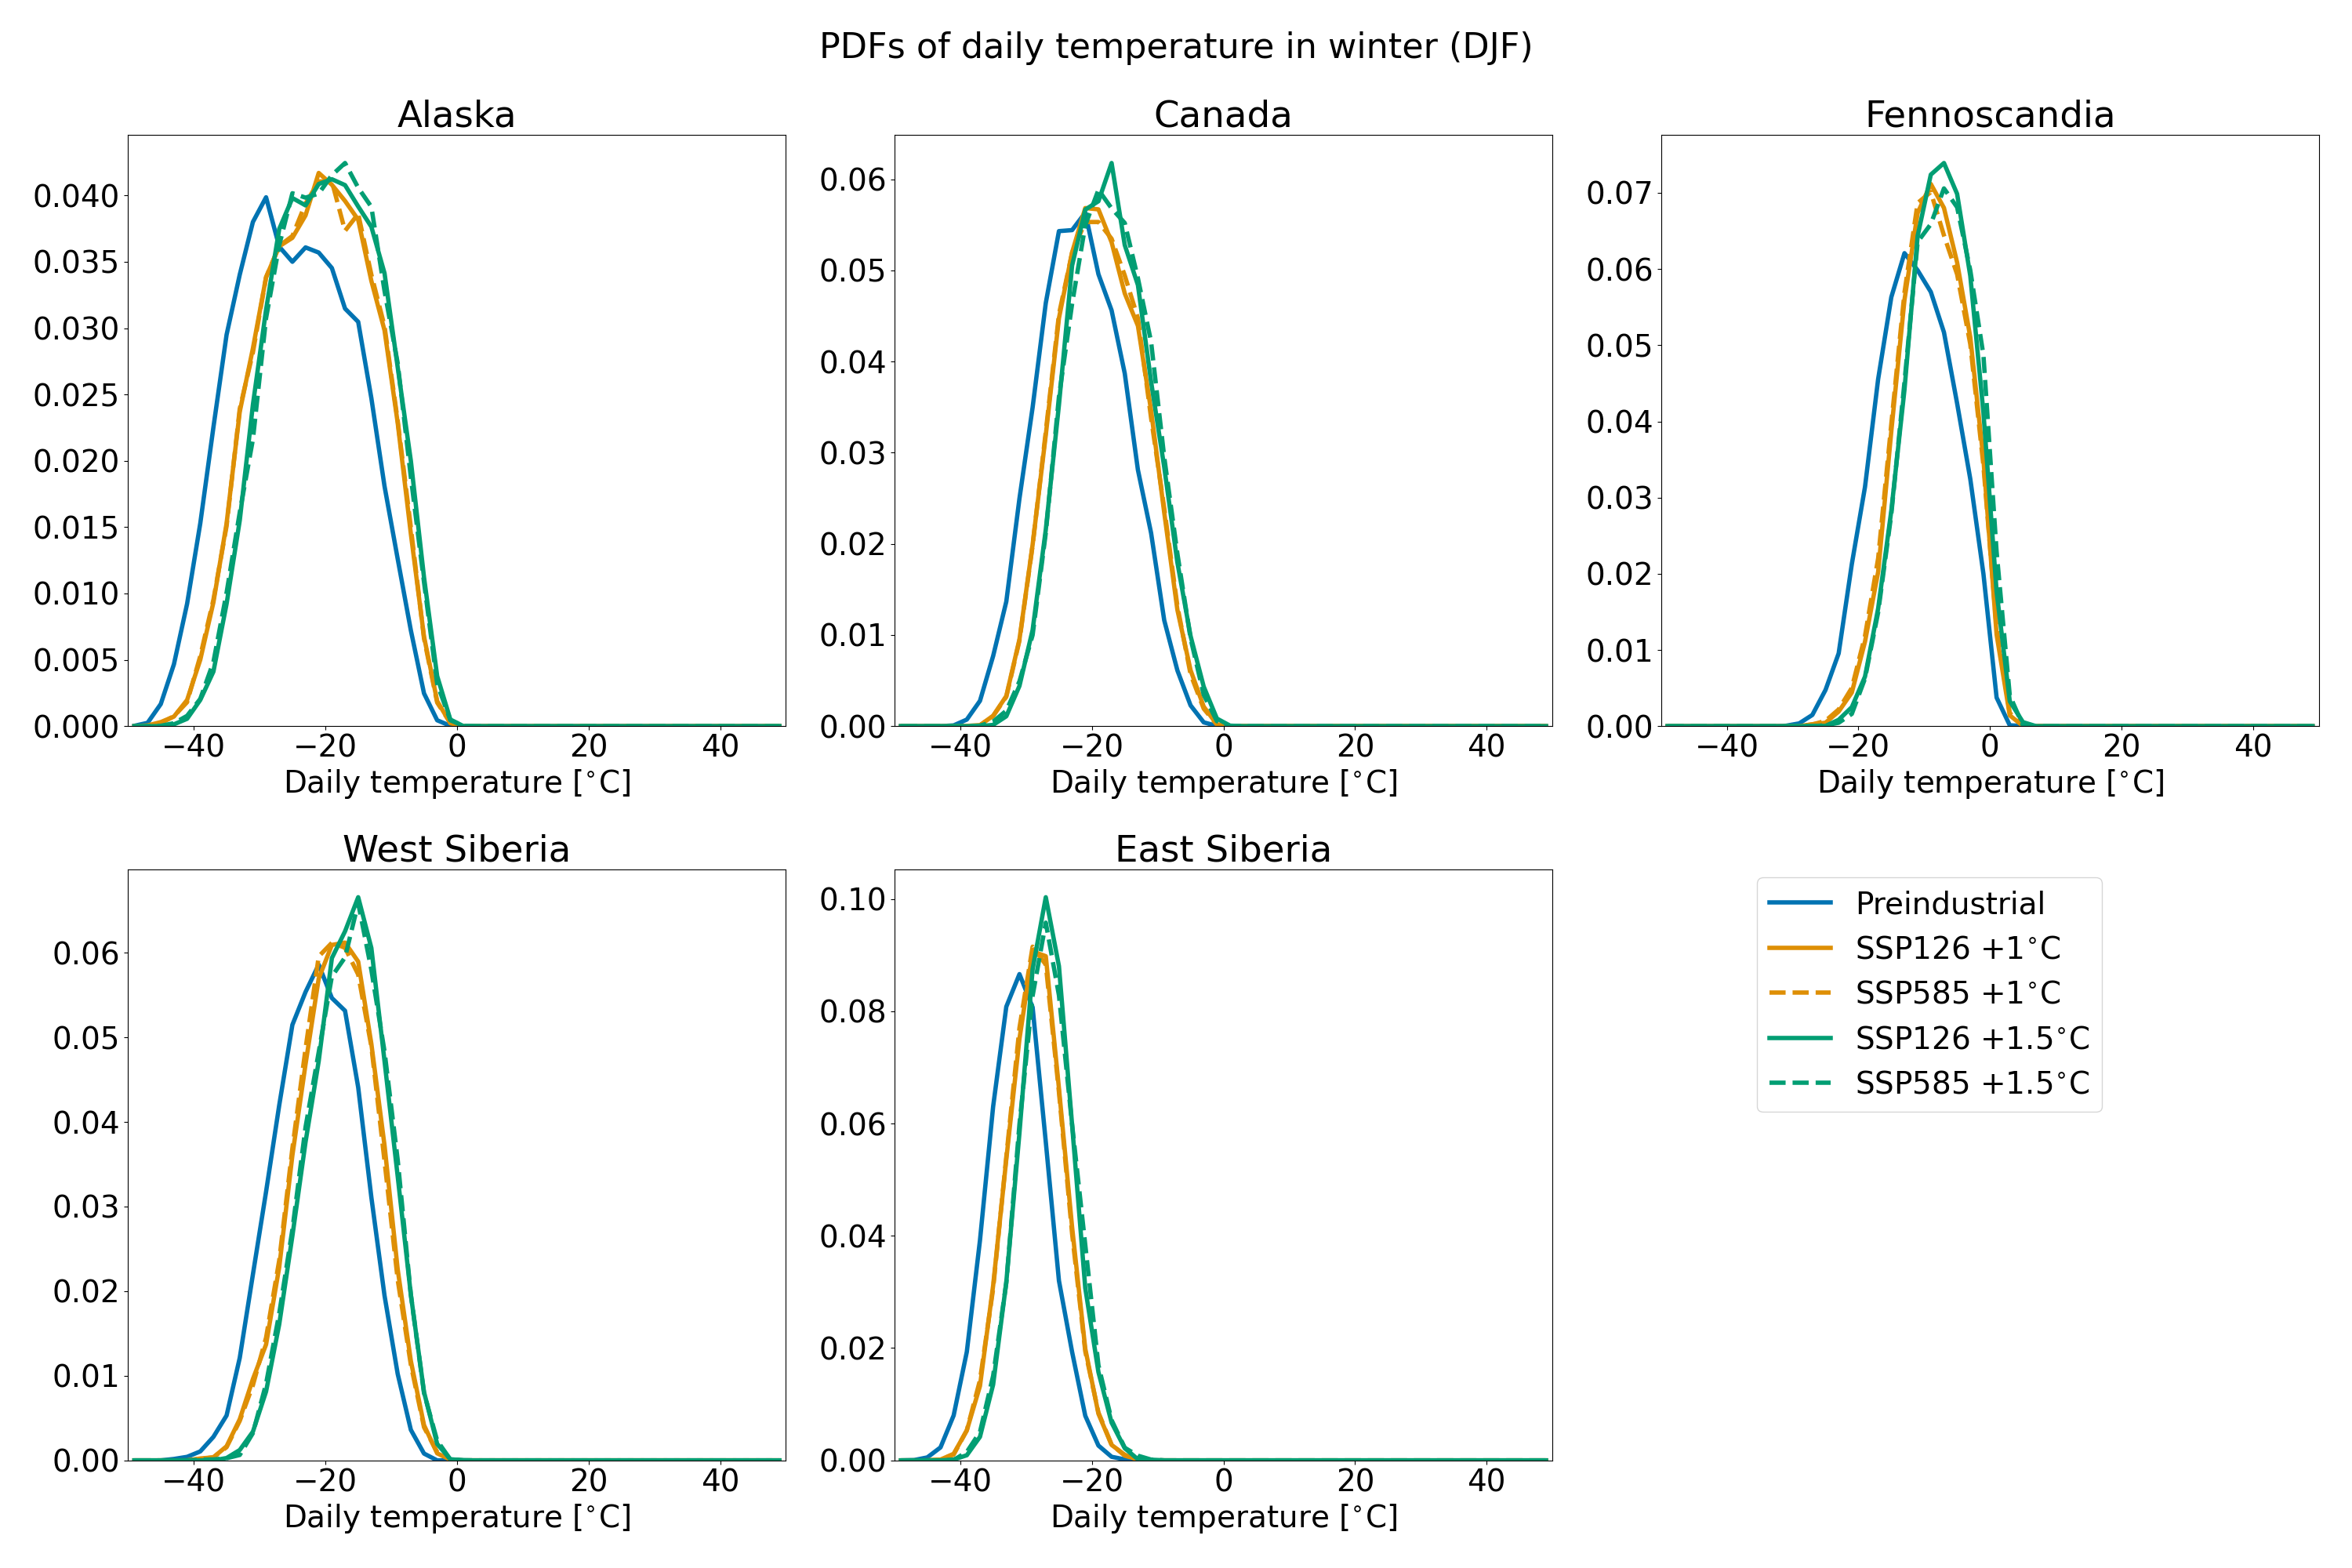 PDFs of daily temperature in winter (DJF)
Alaska
0.040
0.035
0.030
0.025
0.020
0.015
0.010
0.005
0.000
−40 −20 0 20 40
Daily temperature [°C]
Canada
0.06
0.05
0.04
0.03
0.02
0.01
0.00
−40 −20 0 20 40
Daily temperature [°C]
Fennoscandia
0.07
0.06
0.05
0.04
0.03
0.02
0.01
0.00
−40 −20 0 20 40
Daily temperature [°C]
West Siberia
0.06
0.05
0.04
0.03
0.02
0.01
0.00
−40 −20 0 20 40
Daily temperature [°C]
East Siberia
0.10
0.08
0.06
0.04
0.02
0.00
−40 −20 0 20 40
Daily temperature [°C]
Preindustrial
SSP126 +1°C
SSP585 +1°C
SSP126 +1.5°C
SSP585 +1.5°C